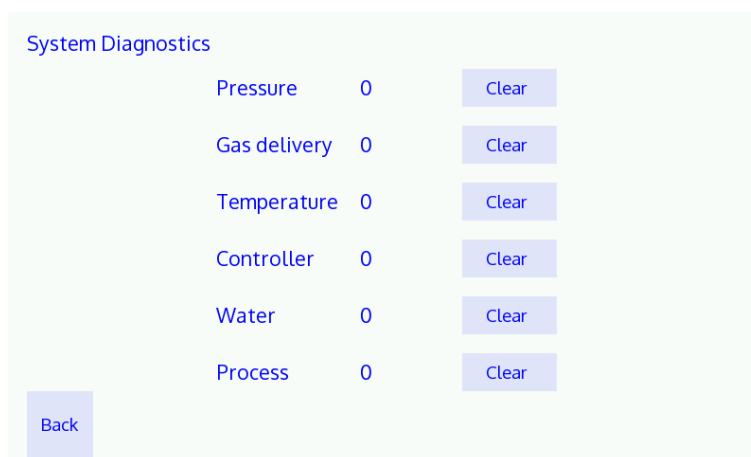 System Diagnostics
Pressure 0 Clear
Gas delivery 0 Clear
Temperature 0 Clear
Controller 0 Clear
Water 0 Clear
Process 0 Clear
Back